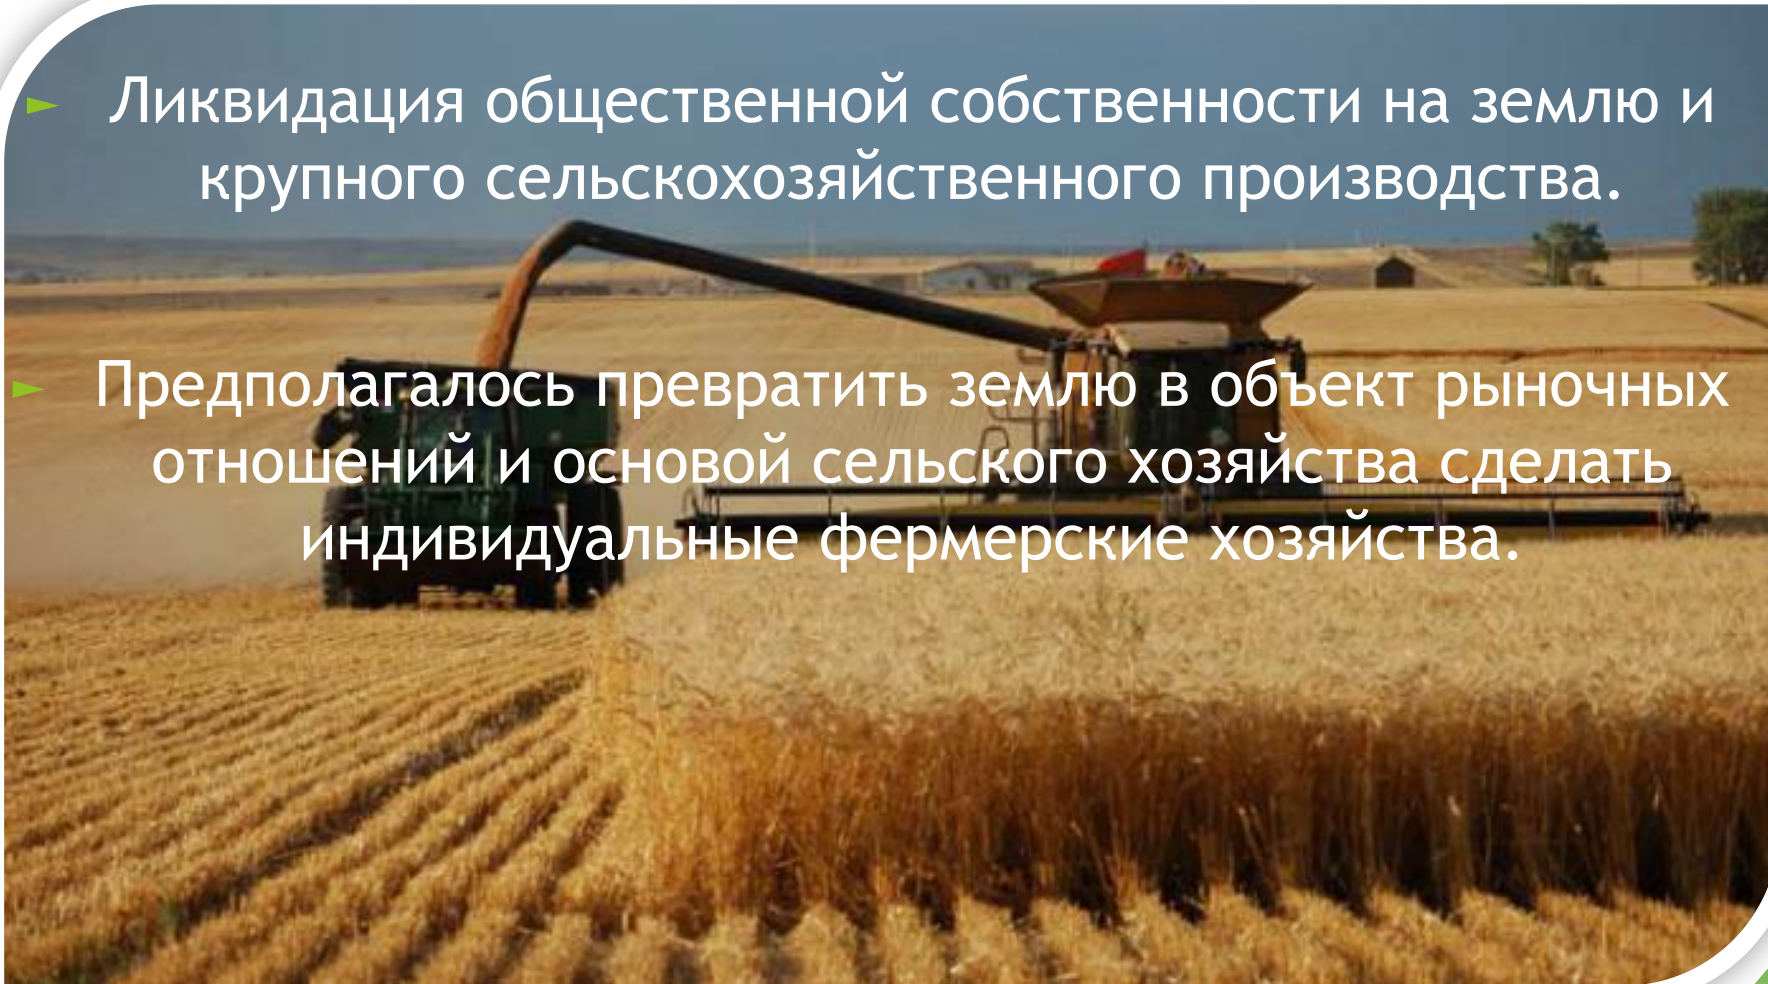 Ликвидация общественной собственности на землю и
крупного сельскохозяйственного производства.
Предполагалось превратить землю в объект рыночных
отношений и основой сельского хозяйства сделать
индивидуальные фермерские хозяйства.